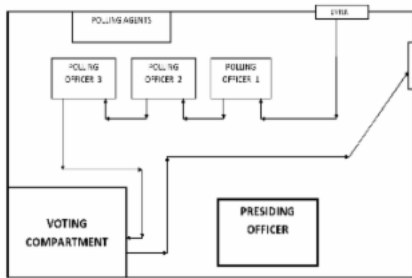 POLLING AGENTS
POLLING
OFFICER 3
POLLING
OFFICER 2
POLLING
OFFICER 1
VOTING
COMPARTMENT
PRESIDING
OFFICER